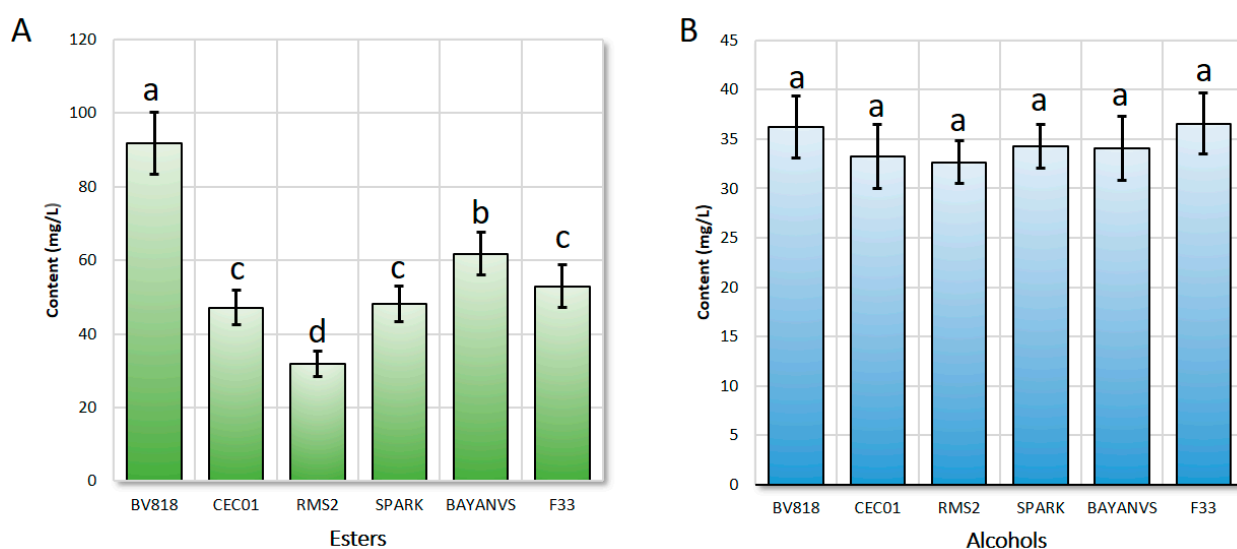 A
120
100
80
60
40
20
0
Content (mg/L)
a
c
d
c
b
c
BV818 CEC01 RMS2 SPARK BAYANVS F33
Esters
B
45
40
35
30
25
20
15
10
5
0
Content (mg/L)
a
a
a
a
a
a
BV818 CEC01 RMS2 SPARK BAYANVS F33
Alcohols